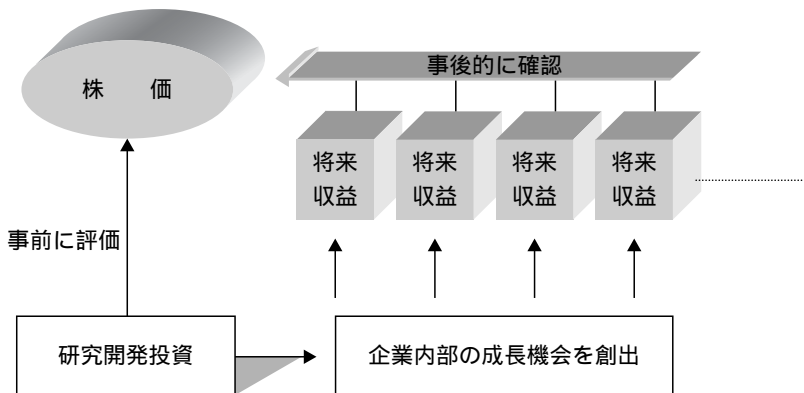 株　　価
事後的に確認
将来
収益
将来
収益
将来
収益
将来
収益
事前に評価
研究開発投資
企業内部の成長機会を創出